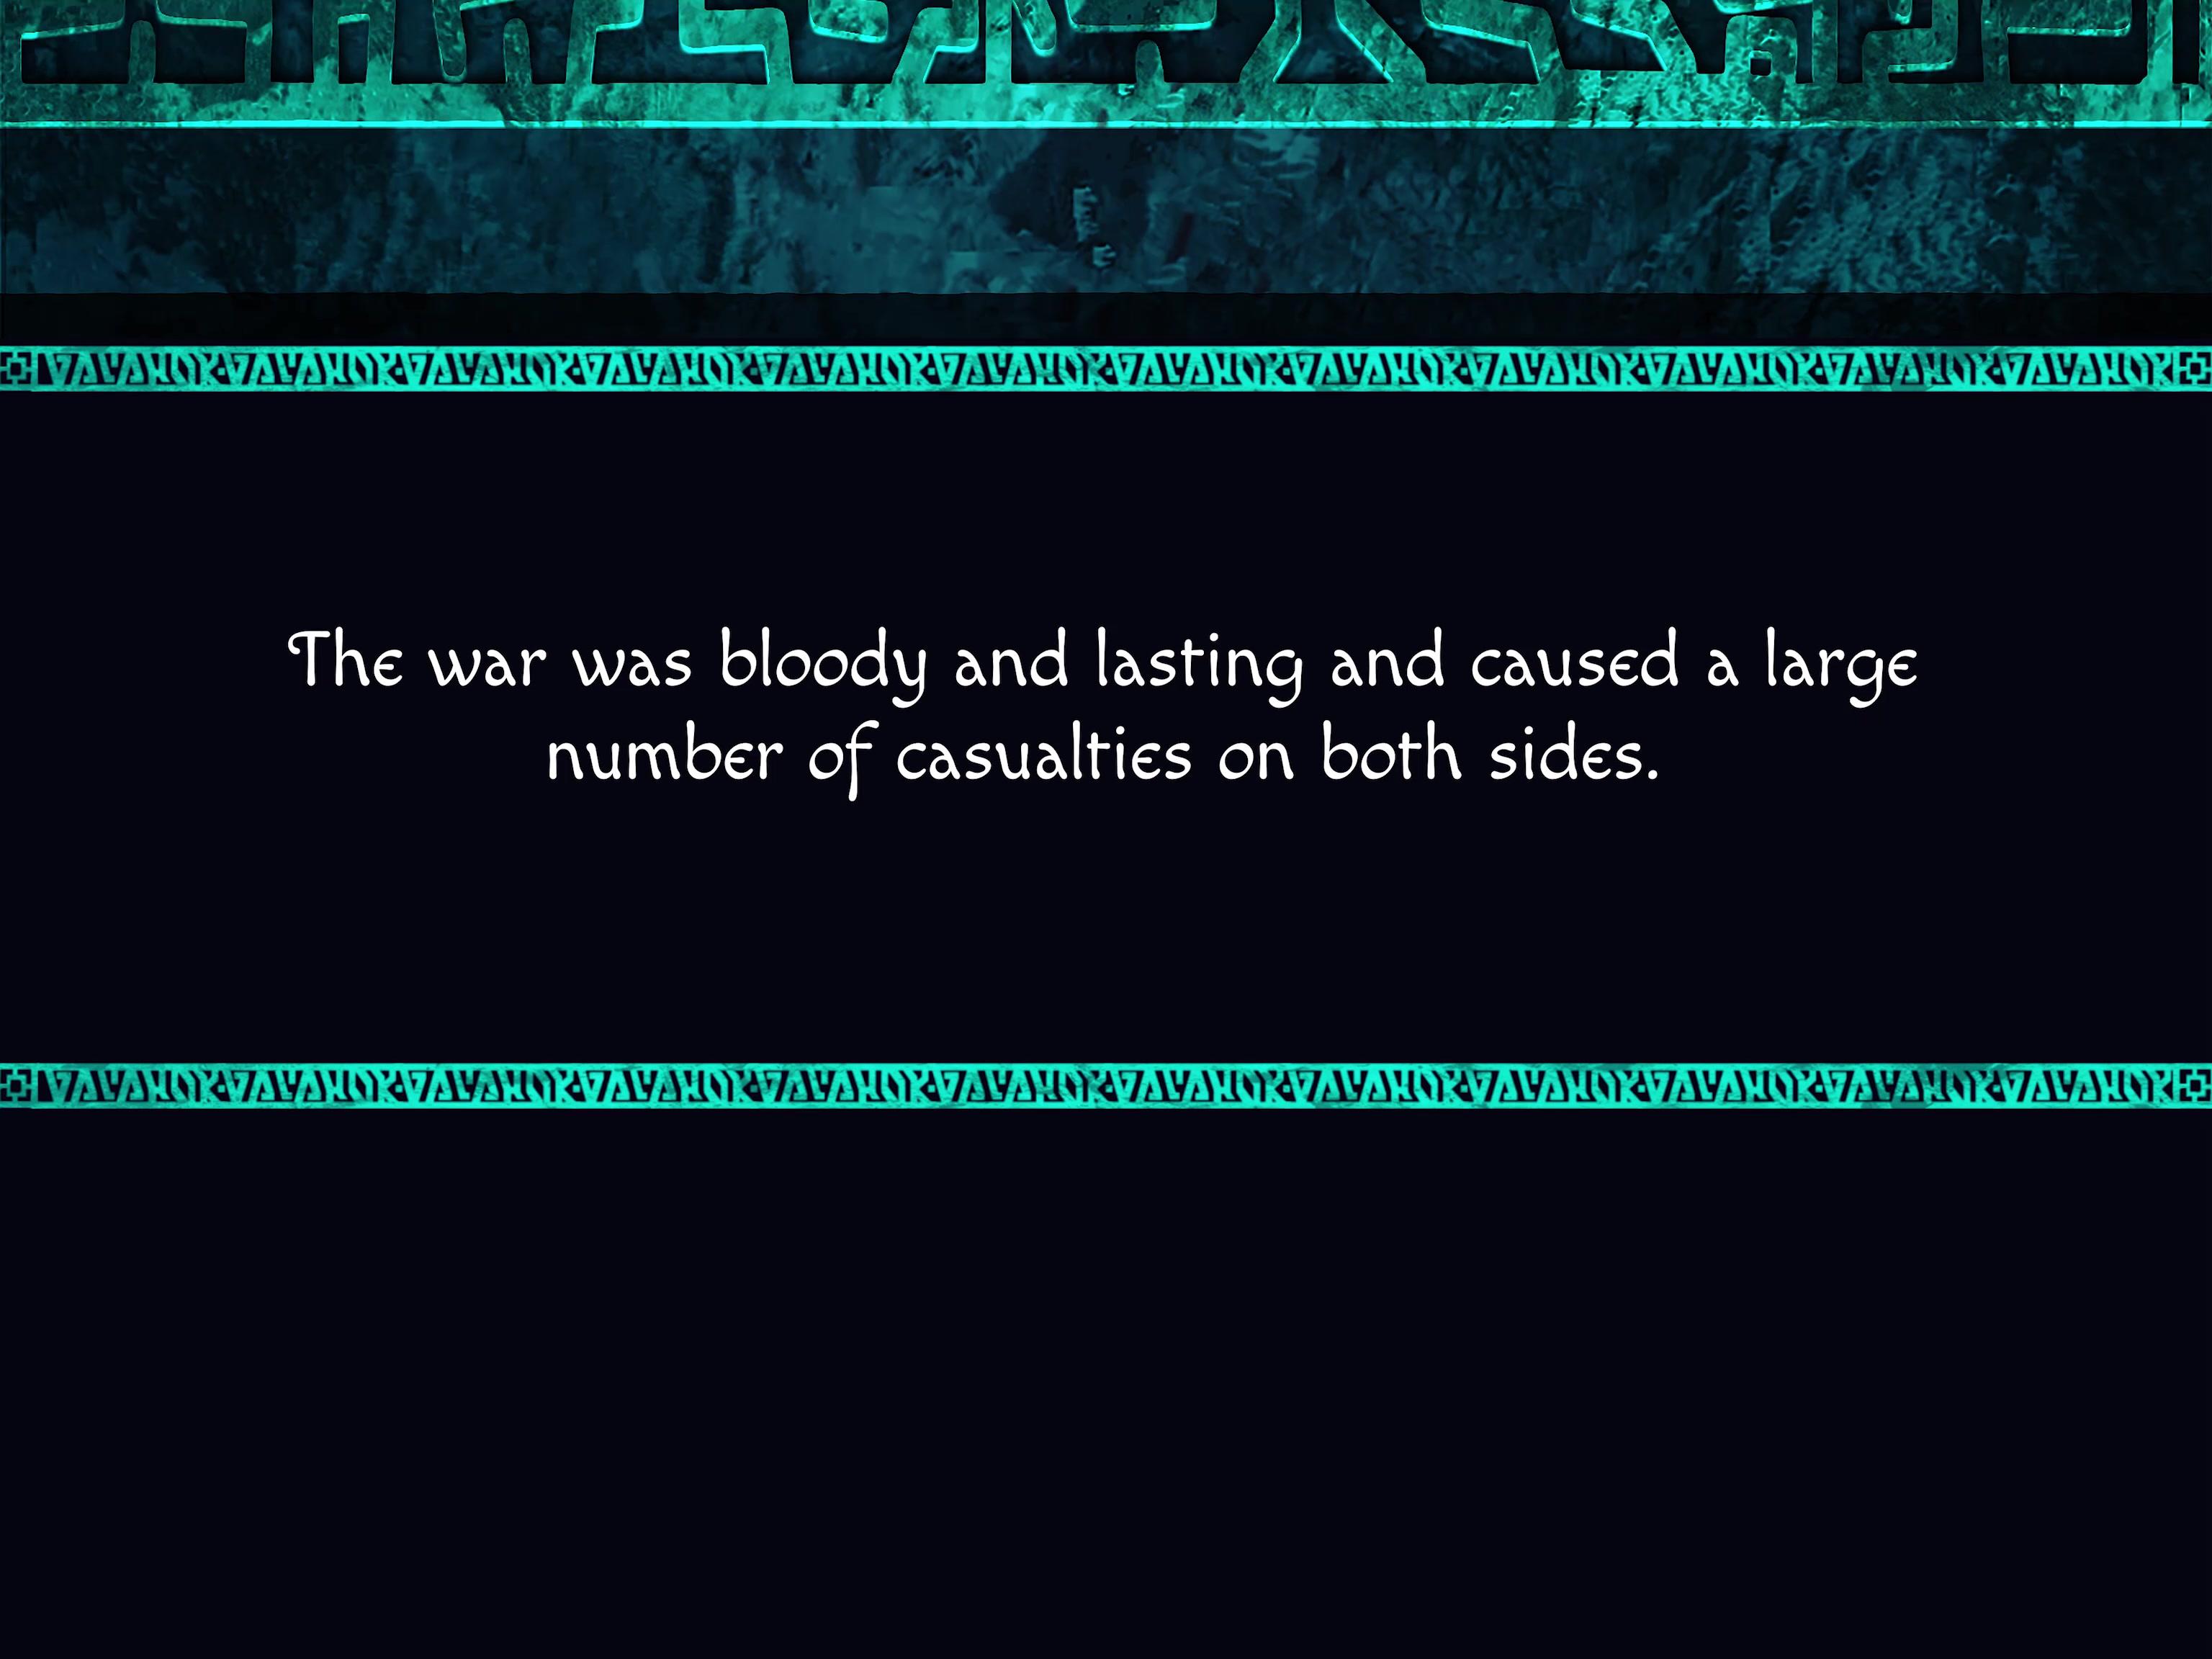 The war was bloody and lasting and caused a large
number of casualties on both sides.